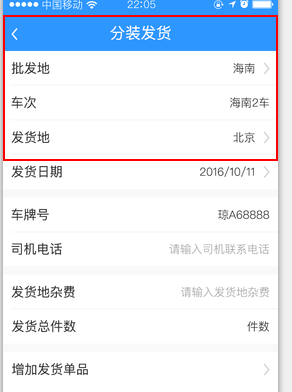 中国移动 22:05
分装发货
批发地 海南
车次 海南2车
发货地 北京
发货日期 2016/10/11
车牌号 琼A68888
司机电话 请输入司机联系电话
发货地杂费 请输入发货地杂费
发货总件数 件数
增加发货单品